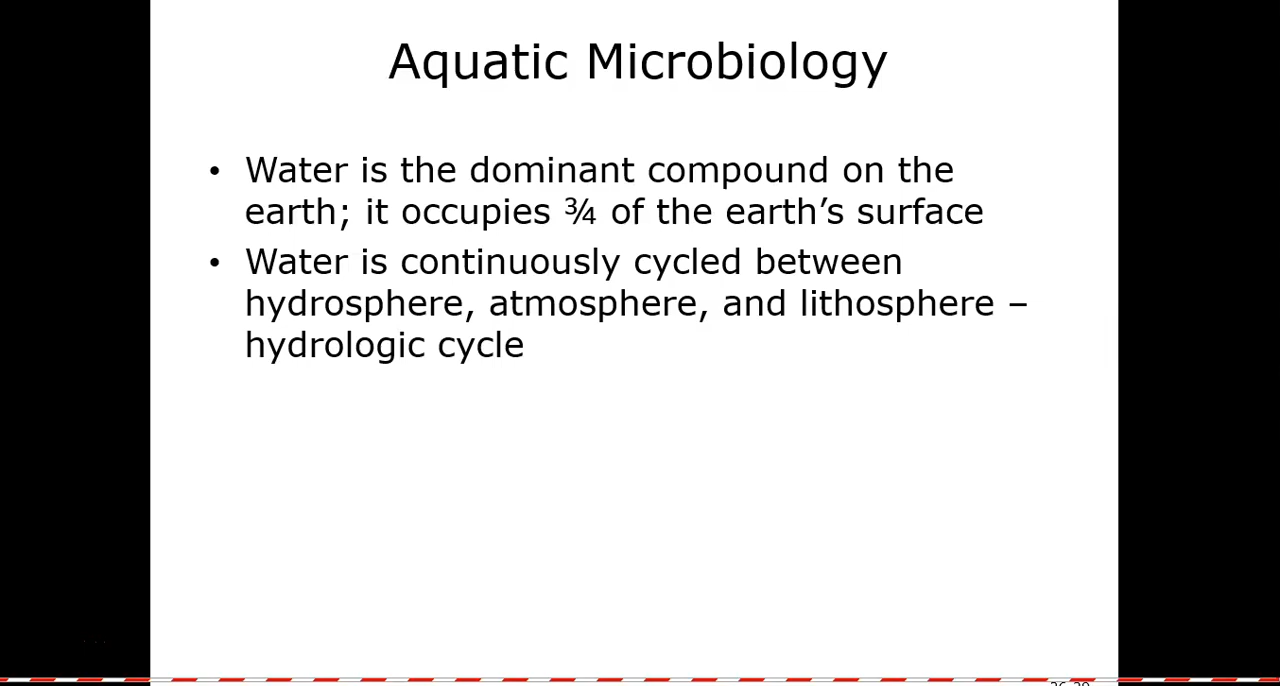 Aquatic Microbiology
• Water is the dominant compound on the
earth; it occupies ¾ of the earth’s surface
• Water is continuously cycled between
hydrosphere, atmosphere, and lithosphere –
hydrologic cycle